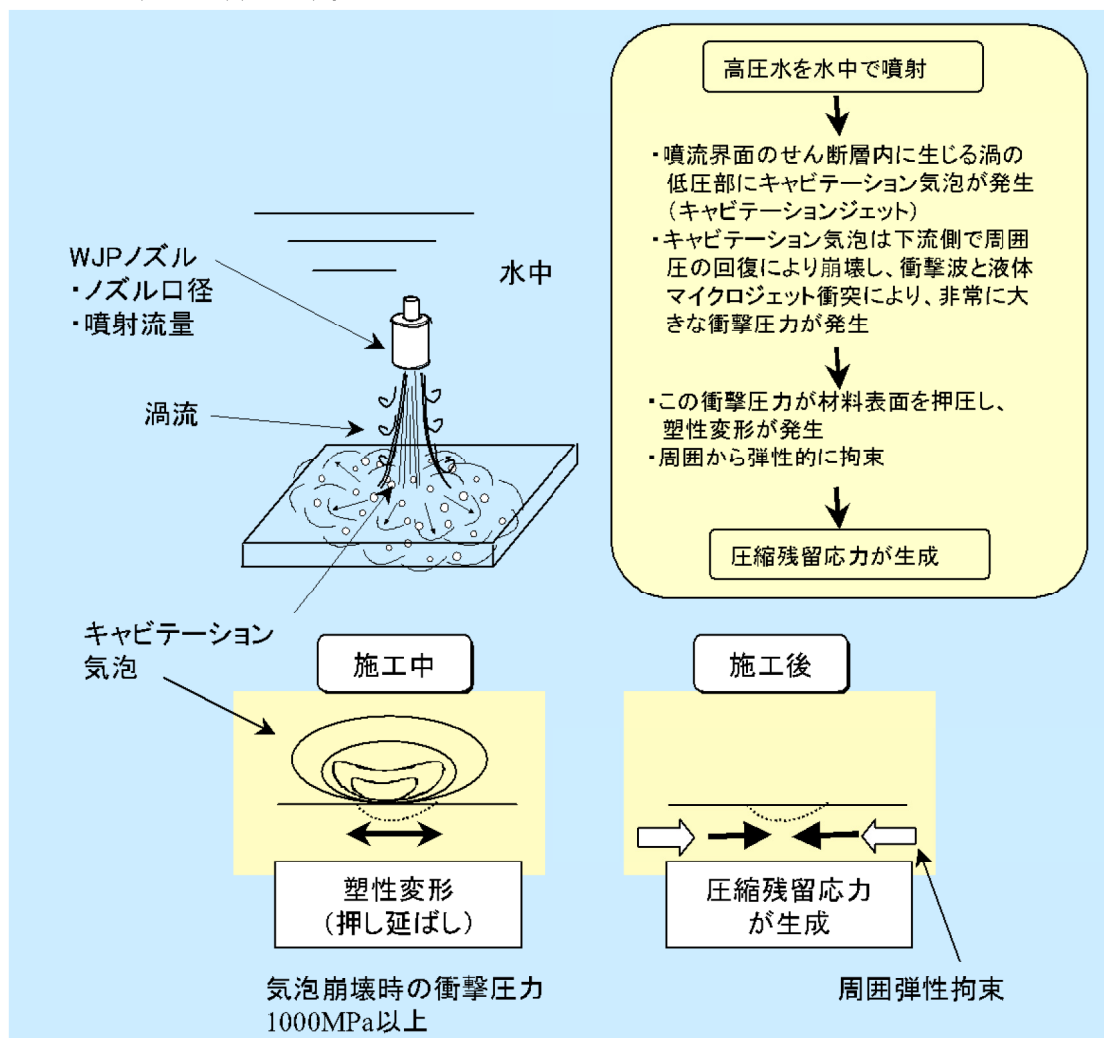 高圧水を水中で噴射
・噴流界面のせん断層内に生じる渦の
低圧部にキャビテーション気泡が発生
（キャビテーションジェット）
・キャビテーション気泡は下流側で周囲
圧の回復により崩壊し、衝撃波と液体
マイクロジェット衝突により、非常に大
きな衝撃圧力が発生
・この衝撃圧力が材料表面を押圧し、
塑性変形が発生
・周囲から弾性的に拘束
圧縮残留応力が生成
WJPノズル
・ノズル口径
・噴射流量
水中
渦流
キャビテーション
気泡
施工中
塑性変形
（押し延ばし）
気泡崩壊時の衝撃圧力
1000MPa以上
施工後
圧縮残留応力
が生成
周囲弾性拘束